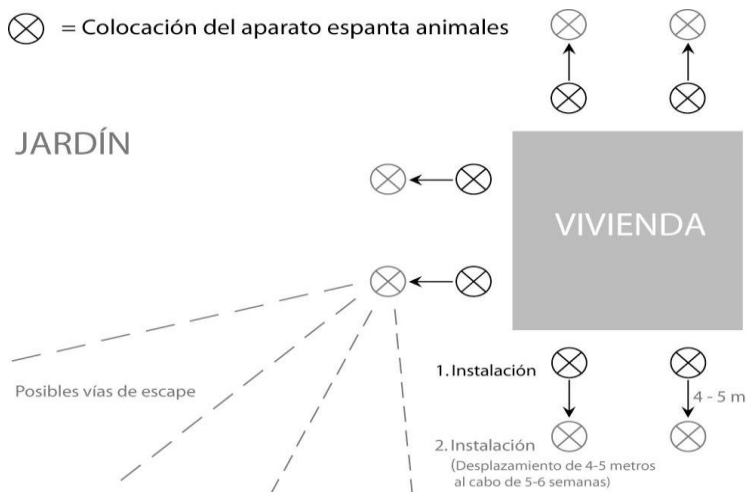 = Colocación del aparato espanta animales
JARDÍN
VIVIENDA
1. Instalación
4 - 5 m
Posibles vías de escape
2. Instalación
(Desplazamiento de 4-5 metros
al cabo de 5-6 semanas)